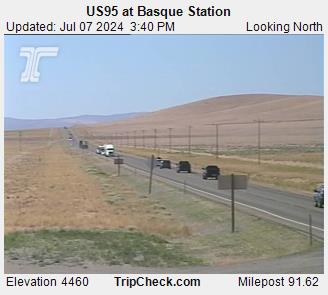 US95 at Basque Station
Updated: Jul 07 2024 3:40 PM Looking North
Elevation 4460 TripCheck.com Milepost 91.62